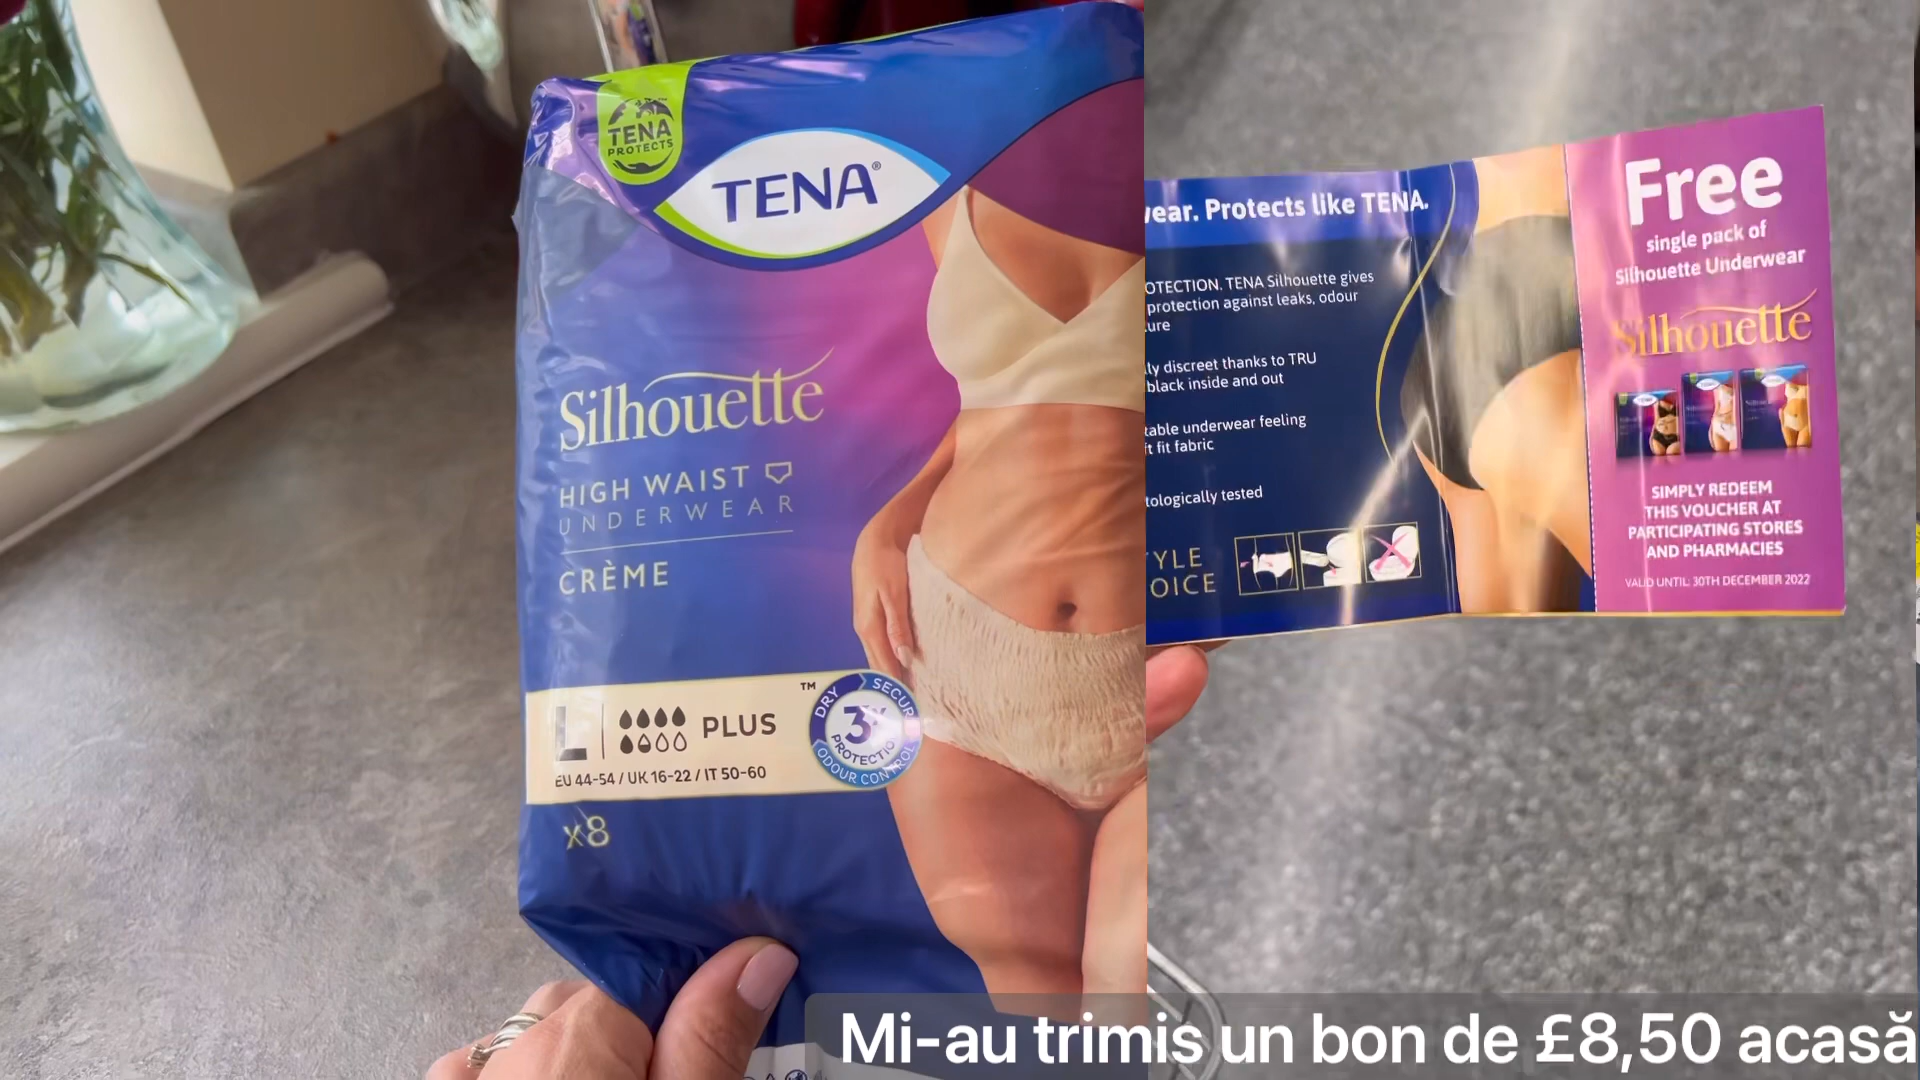 TENA
PROTECTS
TENA®
Silhouette
HIGH WAIST
UNDERWEAR
CRÈME
L
PLUS
EU 44-54 / UK 16-22 / IT 50-60
™
DRY
SECUR
3X
PROTECTIO
ODOUR CONTROL
x8
ear. Protects like TENA.
OTECTION. TENA Silhouette gives
protection against leaks, odour
ure
ly discreet thanks to TRU
black inside and out
table underwear feeling
t fit fabric
tologically tested
YLE
OICE
Free
single pack of
Silhouette Underwear
Silhouette
SIMPLY REDEEM
THIS VOUCHER AT
PARTICIPATING STORES
AND PHARMACIES
VALID UNTIL: 30TH DECEMBER 2022
Mi-au trimis un bon de £8,50 acasă